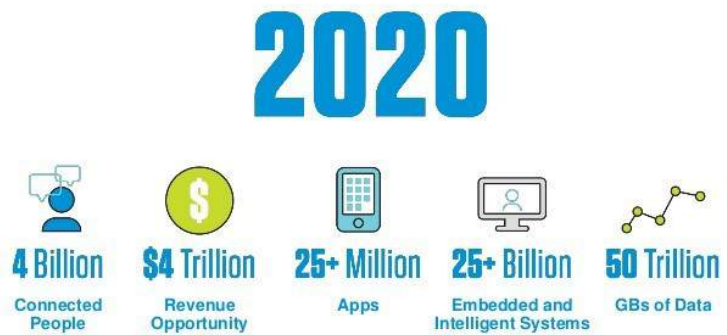 2020
$
4 Billion
Connected
People
$4 Trillion
Revenue
Opportunity
25+ Million
Apps
25+ Billion
Embedded and
Intelligent Systems
50 Trillion
GBs of Data